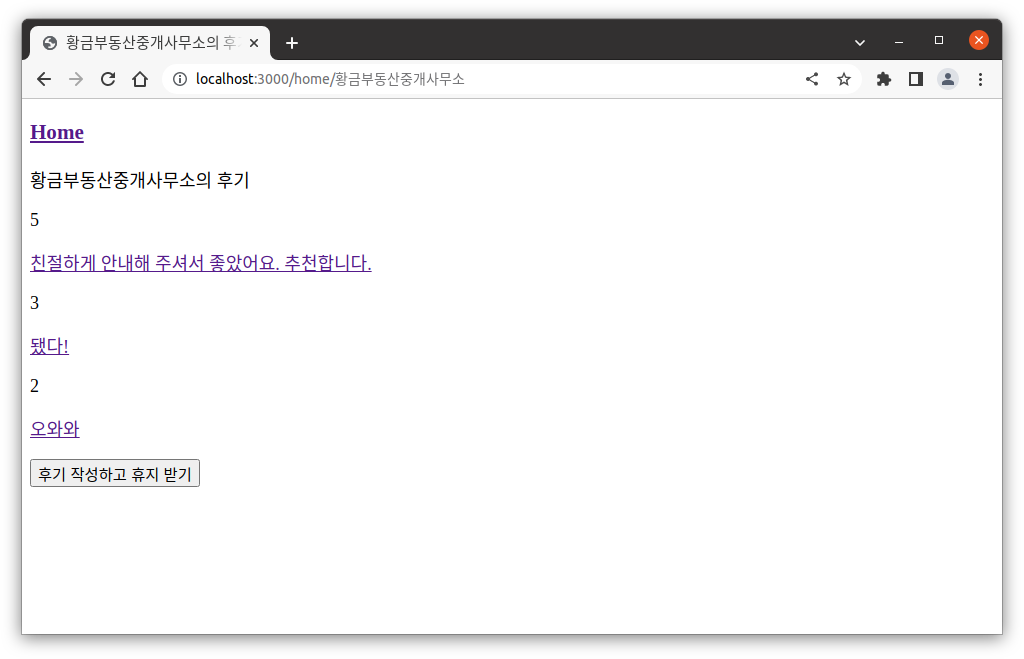 황금부동산중개사무소의 후
localhost:3000/home/황금부동산중개사무소
Home
황금부동산중개사무소의 후기
5
친절하게 안내해 주셔서 좋았어요. 추천합니다.
3
됐다!
2
오와와
후기 작성하고 휴지 받기